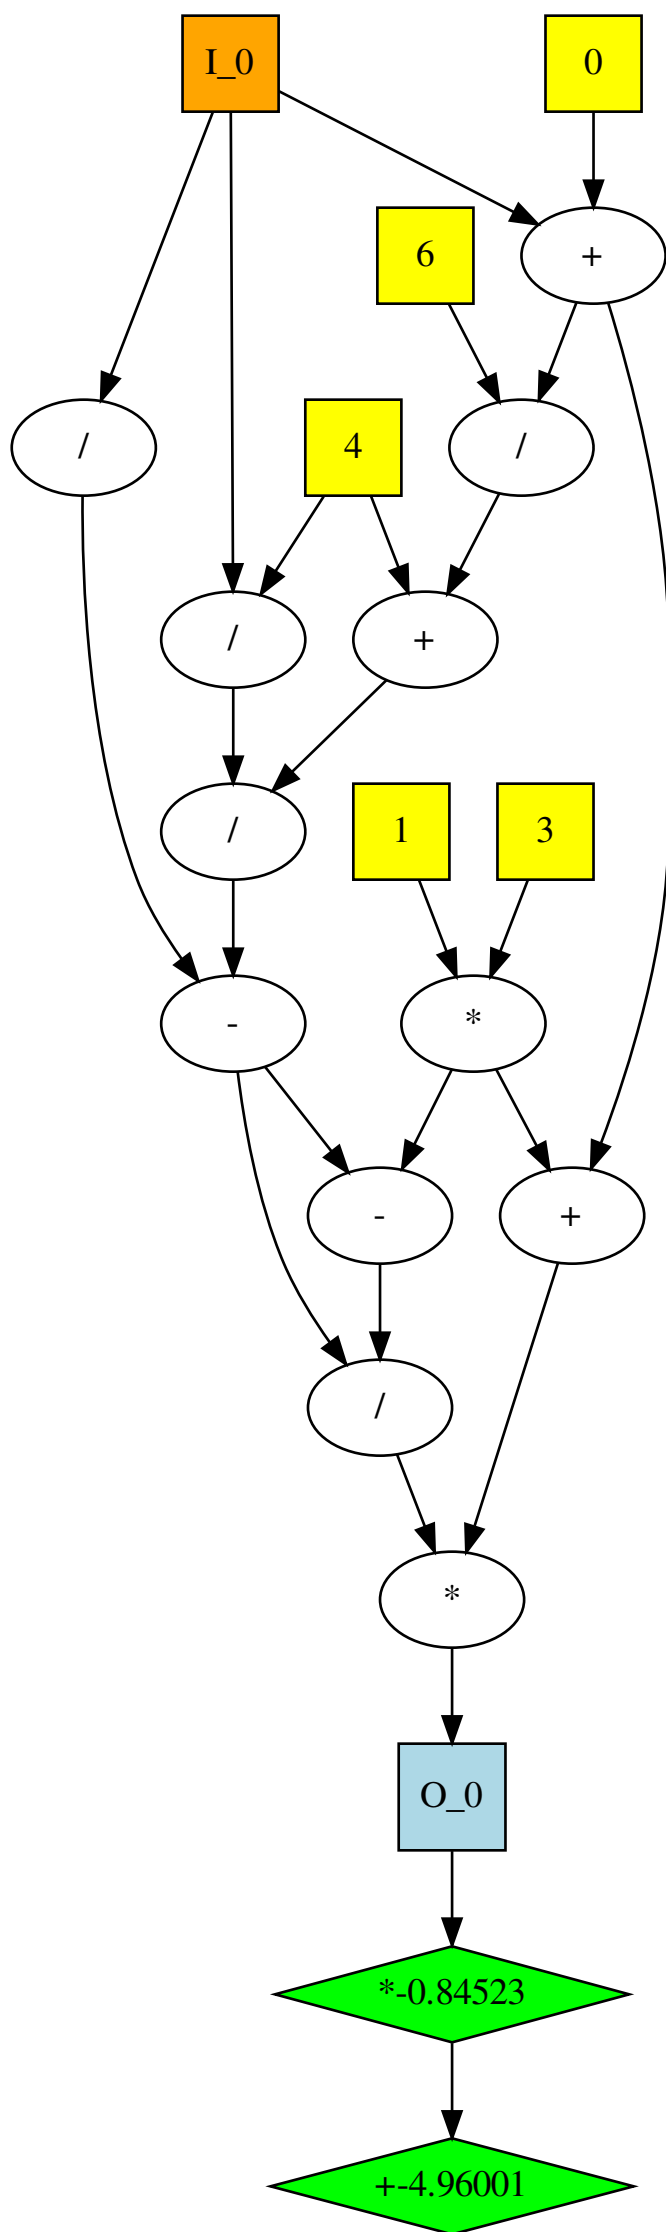 I_0 0
+
6
/ 4 /
/ +
/ 1 3
- *
- +
/
*
O_0
*-0.84523
+-4.96001